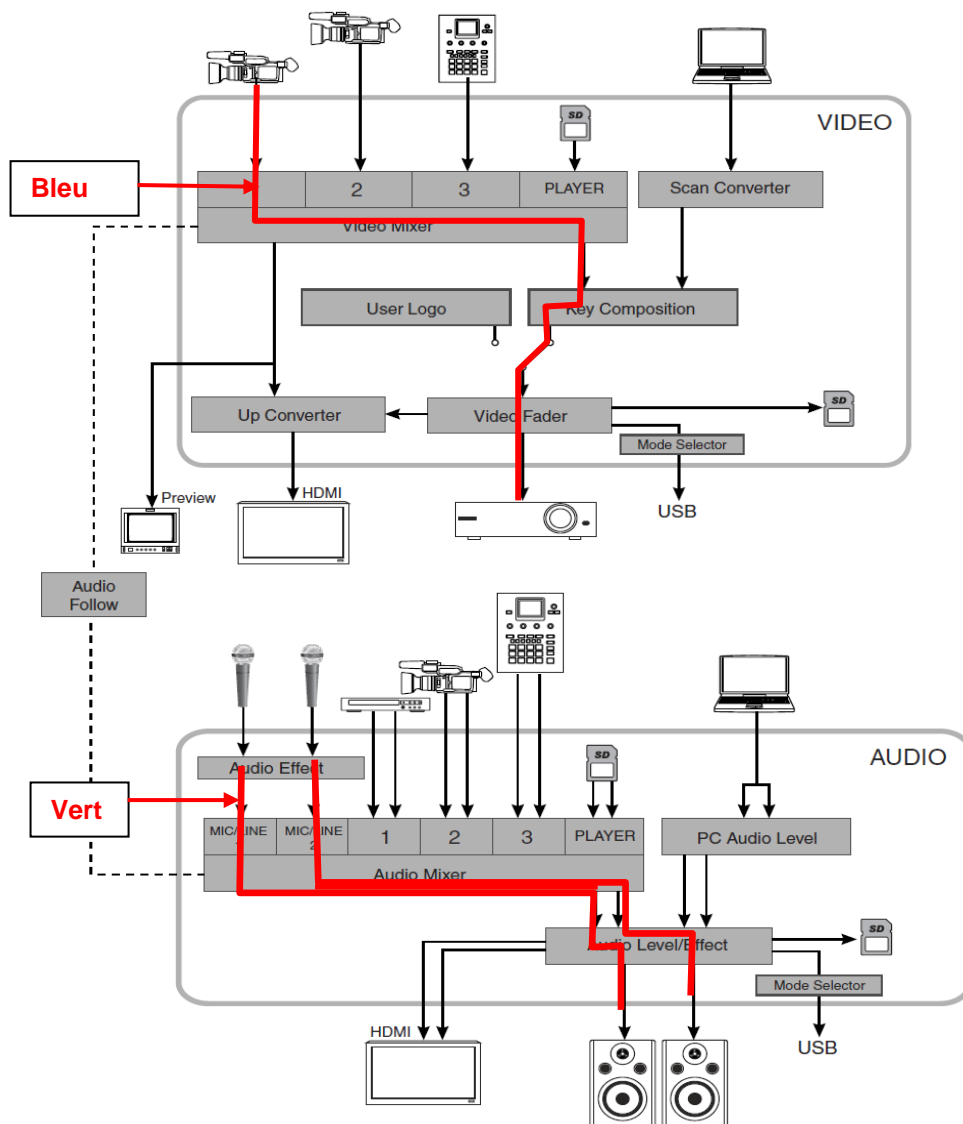 SD
VIDEO
Bleu
2
3
PLAYER
Scan Converter
Video Mixer
User Logo
Key Composition
Up Converter
Video Fader
SD
Mode Selector
Preview
HDMI
USB
Audio
Follow
AUDIO
SD
Audio Effect
Vert
MIC/LINE
1
MIC/LINE
2
1
2
3
PLAYER
PC Audio Level
Audio Mixer
Audio Level/Effect
SD
Mode Selector
HDMI
USB